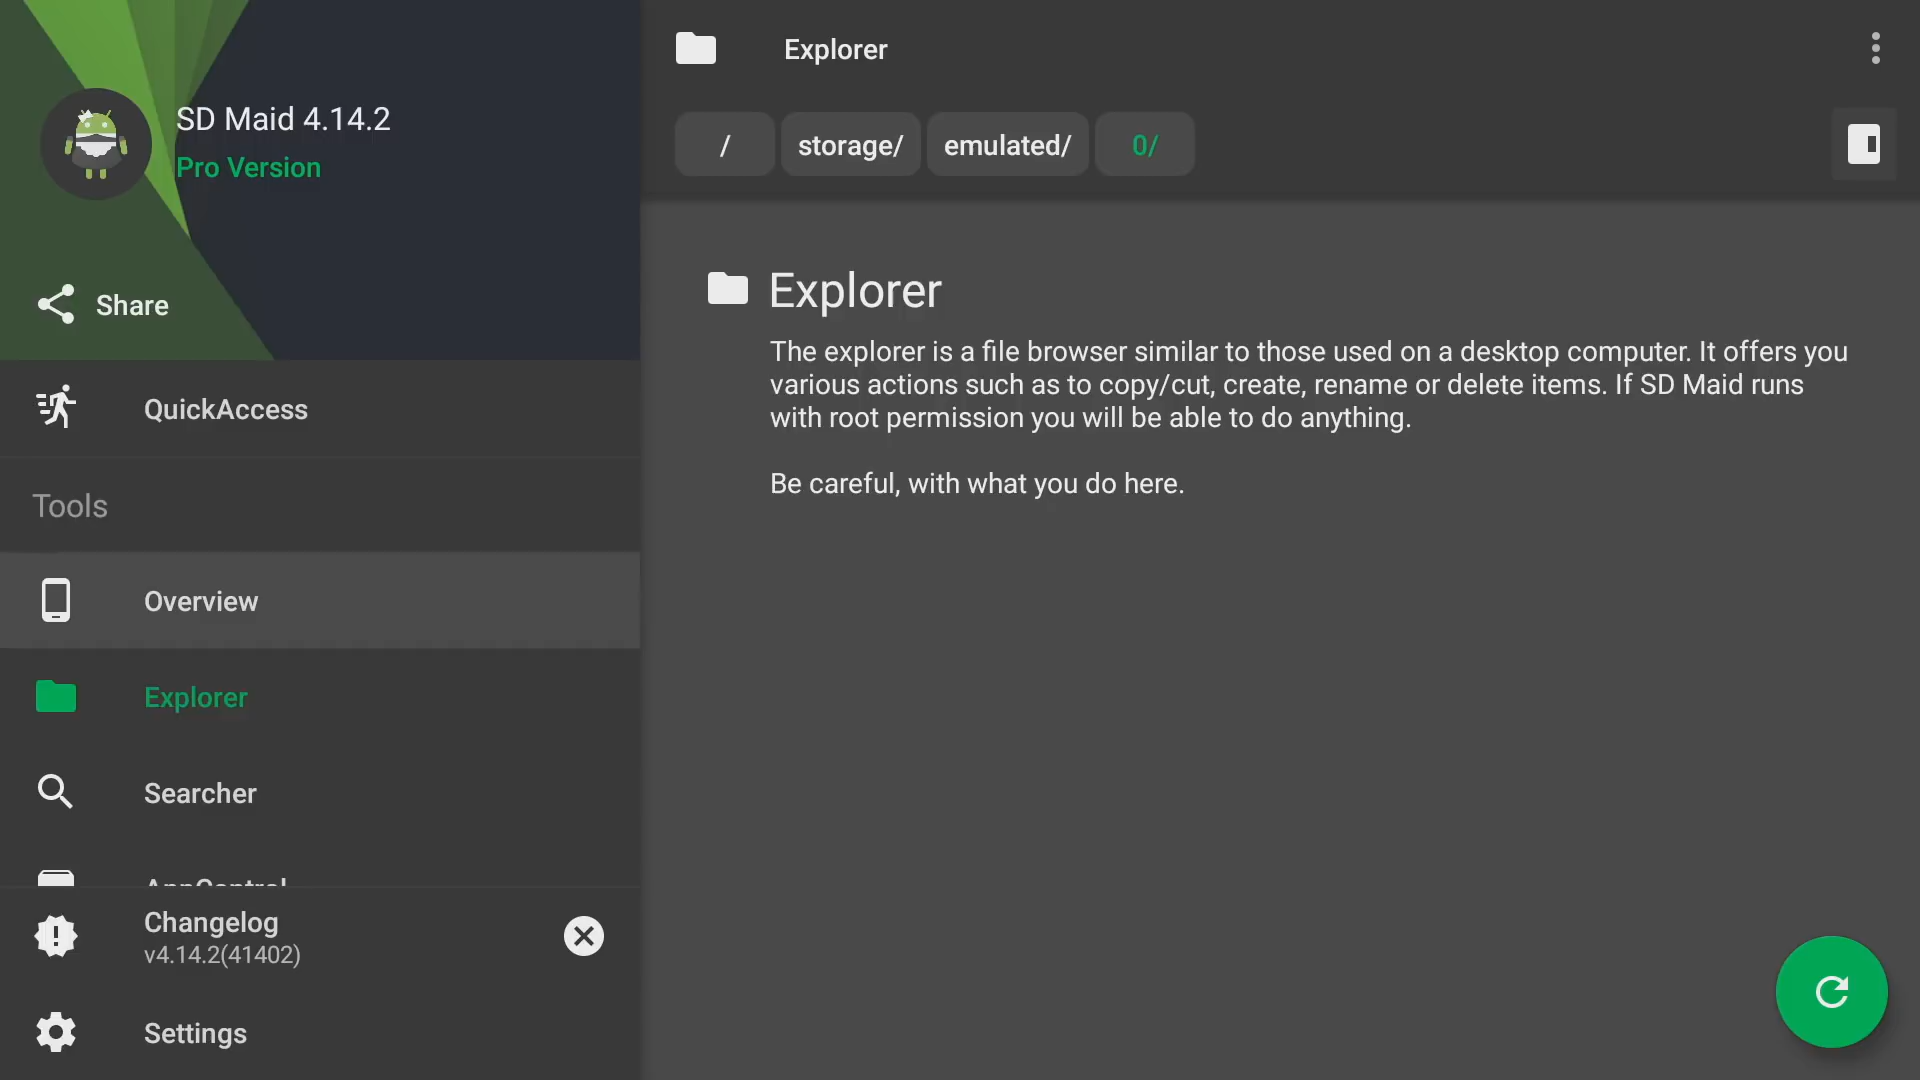 SD Maid 4.14.2
Pro Version
Share
QuickAccess
Tools
Overview
Explorer
Searcher
AppControl
Changelog
v4.14.2(41402)
Settings
Explorer
/
storage/
emulated/
0/
Explorer
The explorer is a file browser similar to those used on a desktop computer. It offers you
various actions such as to copy/cut, create, rename or delete items. If SD Maid runs
with root permission you will be able to do anything.
Be careful, with what you do here.